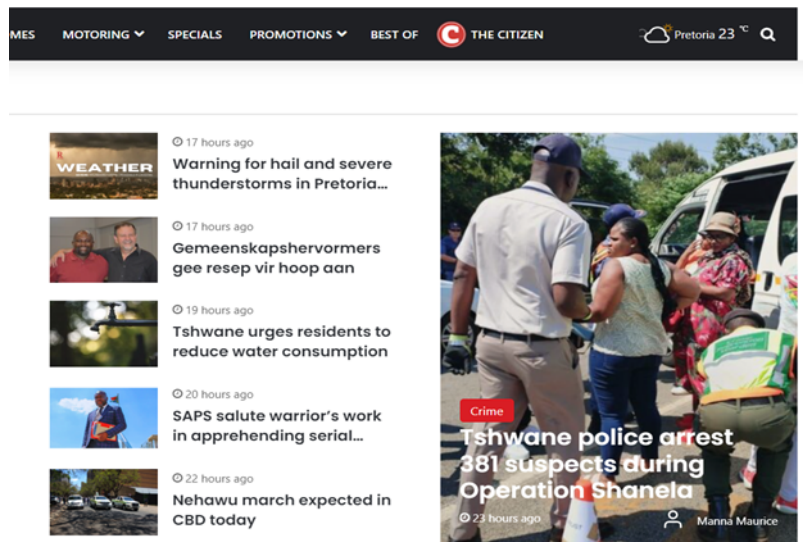 MES MOTORING SPECIALS PROMOTIONS BEST OF C THE CITIZEN Pretoria 23 °C
17 hours ago
WEATHER
Warning for hail and severe
thunderstorms in Pretoria...
17 hours ago
Gemeenskapshervormers
gee resep vir hoop aan
19 hours ago
Tshwane urges residents to
reduce water consumption
20 hours ago
SAPS salute warrior's work
in apprehending serial...
22 hours ago
Nehawu march expected in
CBD today
Crime
Tshwane police arrest
381 suspects during
Operation Shanela
23 hours ago Manna Maurice